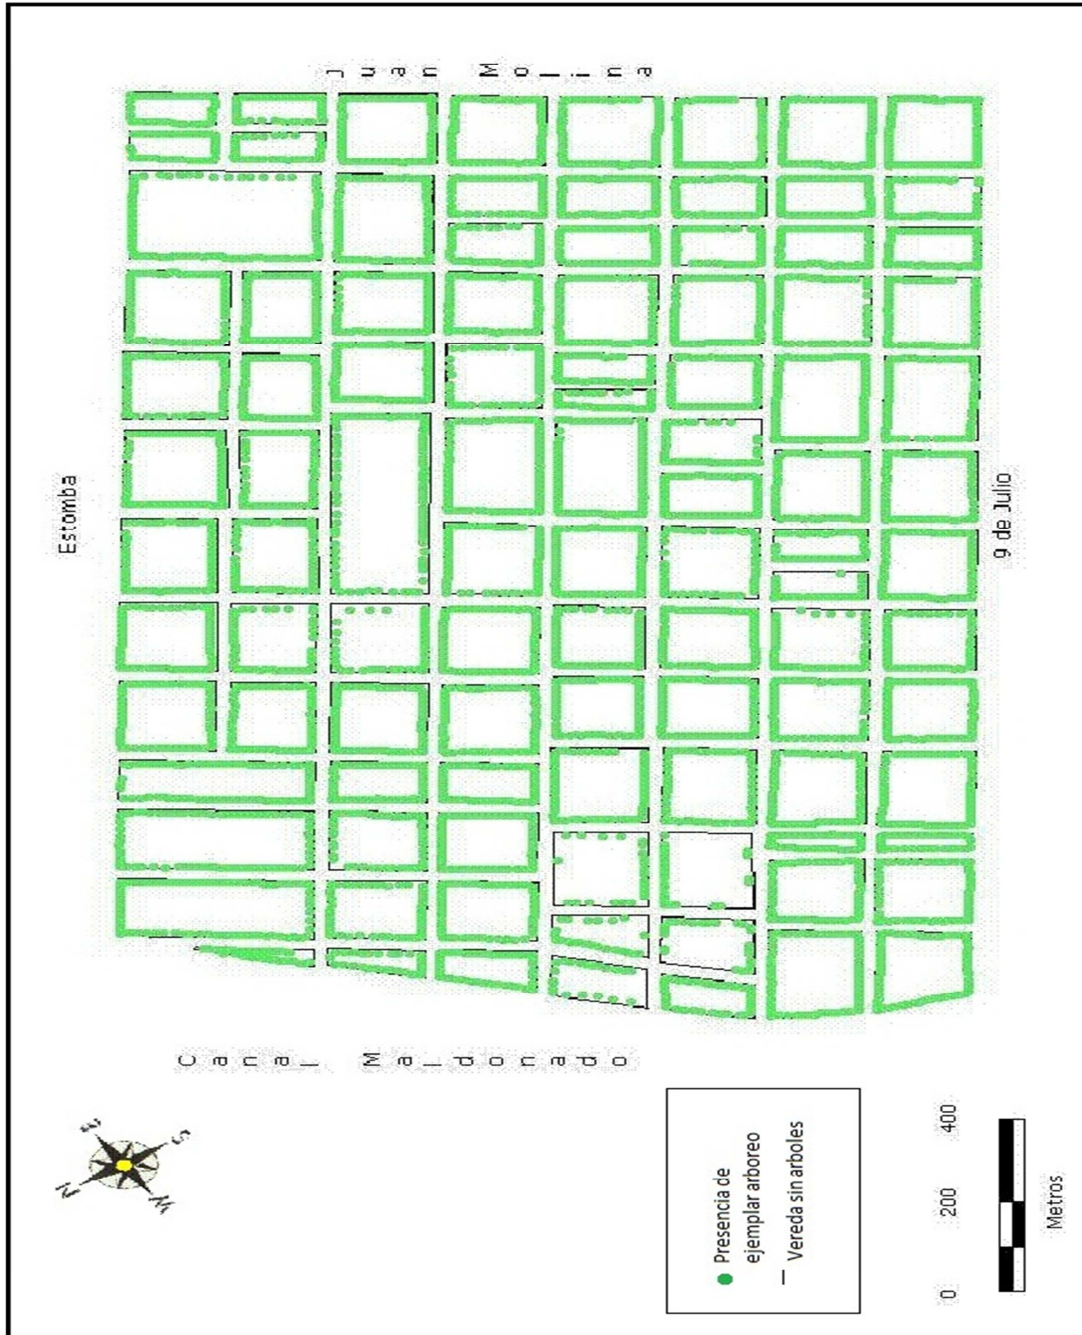 Juan Molina
Estomba
9 de Julio
Canal Maldonado
N
S
W
Presencia de
ejemplar arboreo
Vereda sin arboles
0 200 400
Metros